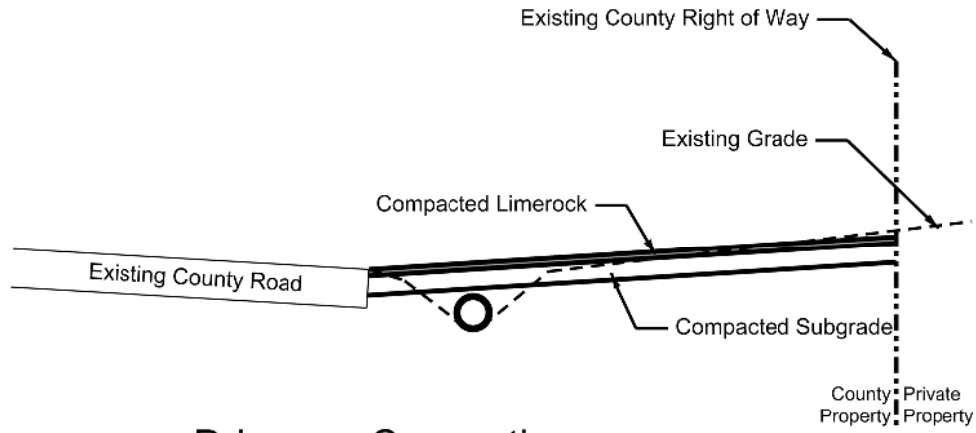 Existing County Right of Way
Existing Grade
Compacted Limerock
Existing County Road
Compacted Subgrade
County Private
Property Property